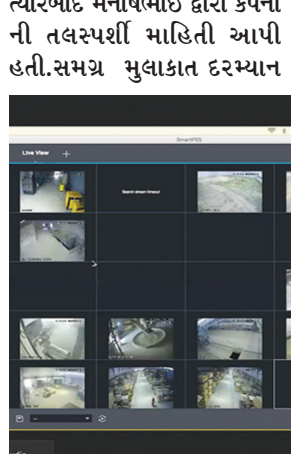 ત્યારબાદ મનીષભાઈ દ્વારા કંપની
ની તલસ્પર્શી માહિતી આપી
હતી.સમગ્ર મુલાકાત દરમ્યાન
SmartPSS
Live View +
Search stream timeout